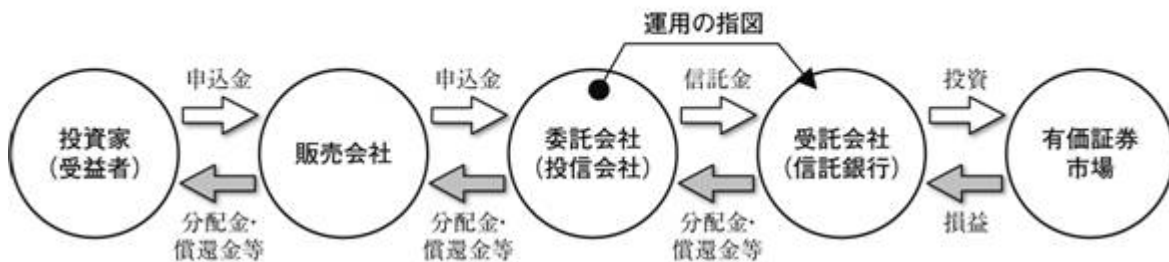 運用の指図
申込金
申込金
信託金
投資
投資家
(受益者)
販売会社
委託会社
(投信会社)
受託会社
(信託銀行)
有価証券
市場
分配金・
償還金等
分配金・
償還金等
分配金・
償還金等
損益